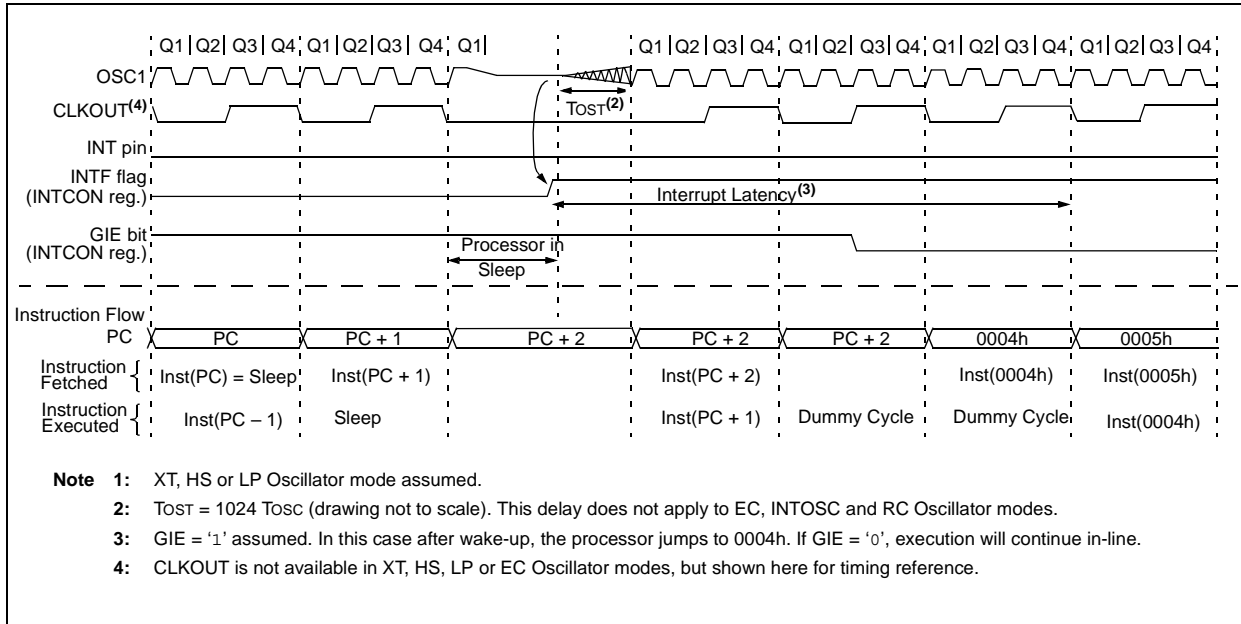 Q1 | Q2 | Q3 | Q4 | Q1 | Q2 | Q3 | Q4 | Q1 | Q1 | Q2 | Q3 | Q4 | Q1 | Q2 | Q3 | Q4 | Q1 | Q2 | Q3 | Q4 | Q1 | Q2 | Q3 | Q4
OSC1
CLKOUT(4)
TOST(2)
INT pin
INTF flag
(INTCON reg.)
Interrupt Latency(3)
GIE bit
(INTCON reg.)
Processor in
Sleep
Instruction Flow
PC PC PC + 1 PC + 2 PC + 2 PC + 2 0004h 0005h
Instruction
Fetched { Inst(PC) = Sleep Inst(PC + 1) Inst(PC + 2) Inst(0004h) Inst(0005h)
Instruction
Executed { Inst(PC – 1) Sleep Inst(PC + 1) Dummy Cycle Dummy Cycle Inst(0004h)
Note 1: XT, HS or LP Oscillator mode assumed.
2: TOST = 1024 TOSC (drawing not to scale). This delay does not apply to EC, INTOSC and RC Oscillator modes.
3: GIE = ‘1’ assumed. In this case after wake-up, the processor jumps to 0004h. If GIE = ‘0’, execution will continue in-line.
4: CLKOUT is not available in XT, HS, LP or EC Oscillator modes, but shown here for timing reference.